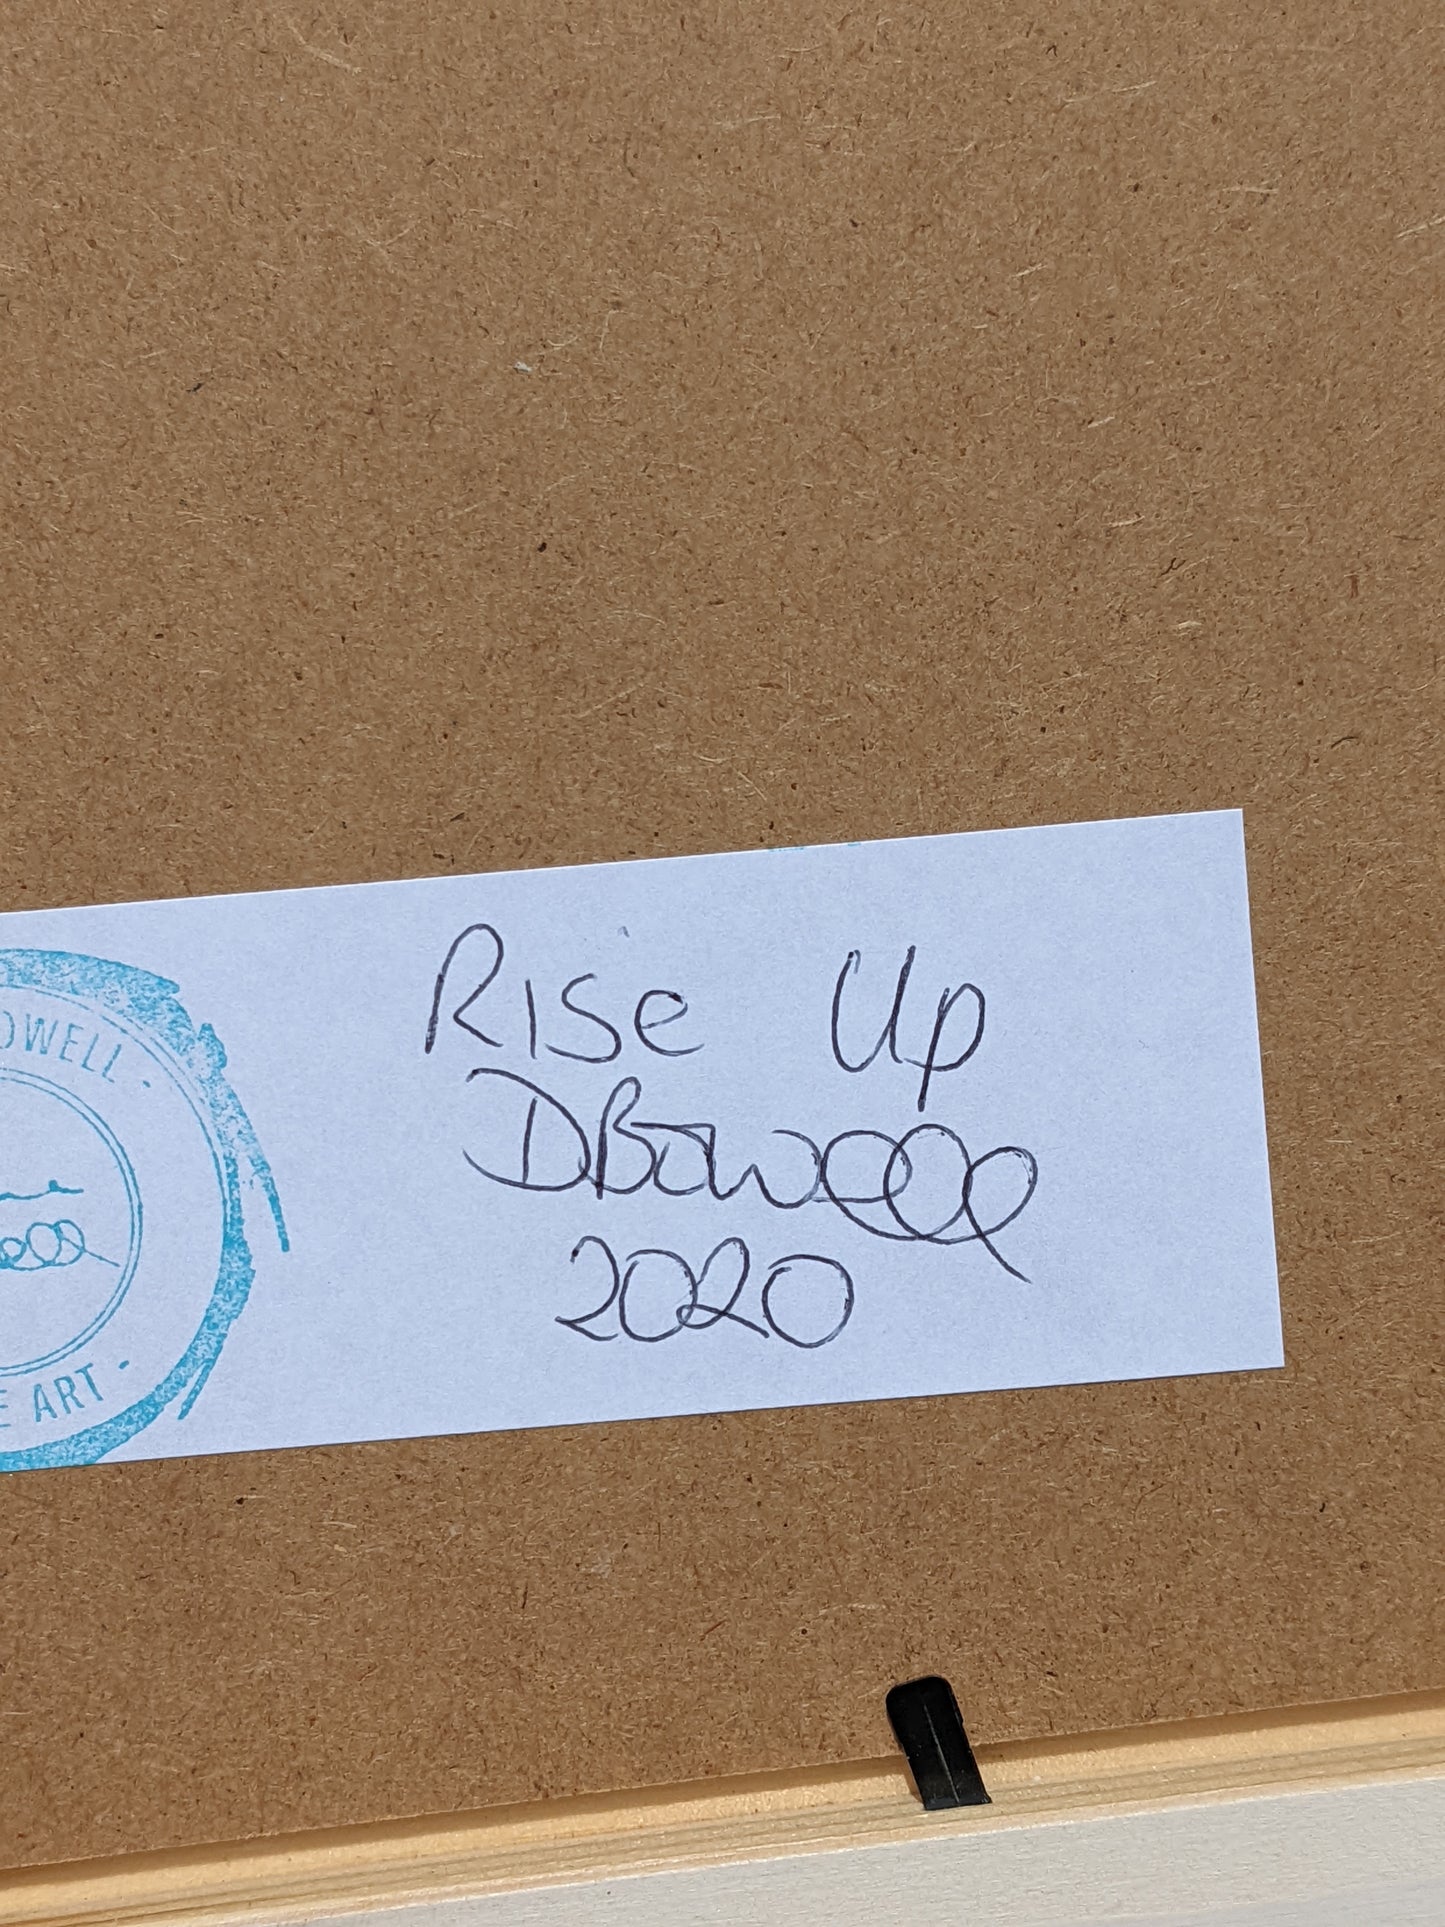 Rise Up
DBowell
2020
OWELL ·
E ART ·